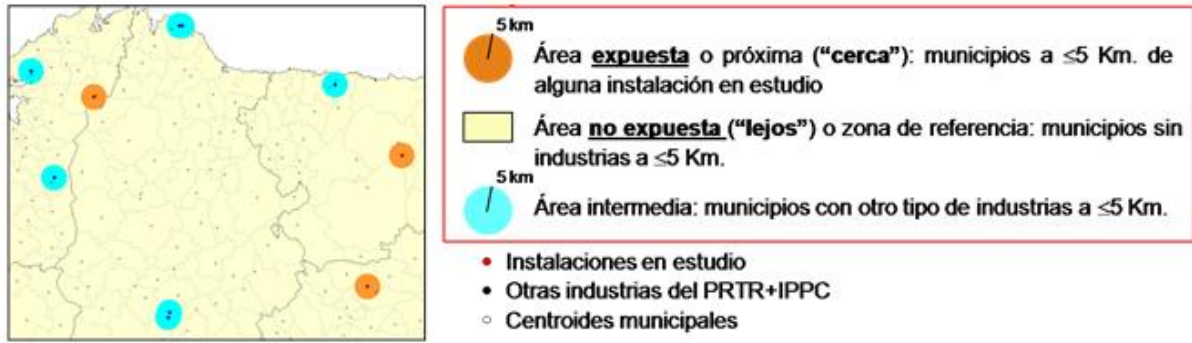 5 km
Área expuesta o próxima (“cerca”): municipios a ≤5 Km. de
alguna instalación en estudio
Área no expuesta (“lejos”) o zona de referencia: municipios sin
industrias a ≤5 Km.
5 km
Área intermedia: municipios con otro tipo de industrias a ≤5 Km.
Instalaciones en estudio
Otras industrias del PRTR+IPPC
Centroides municipales